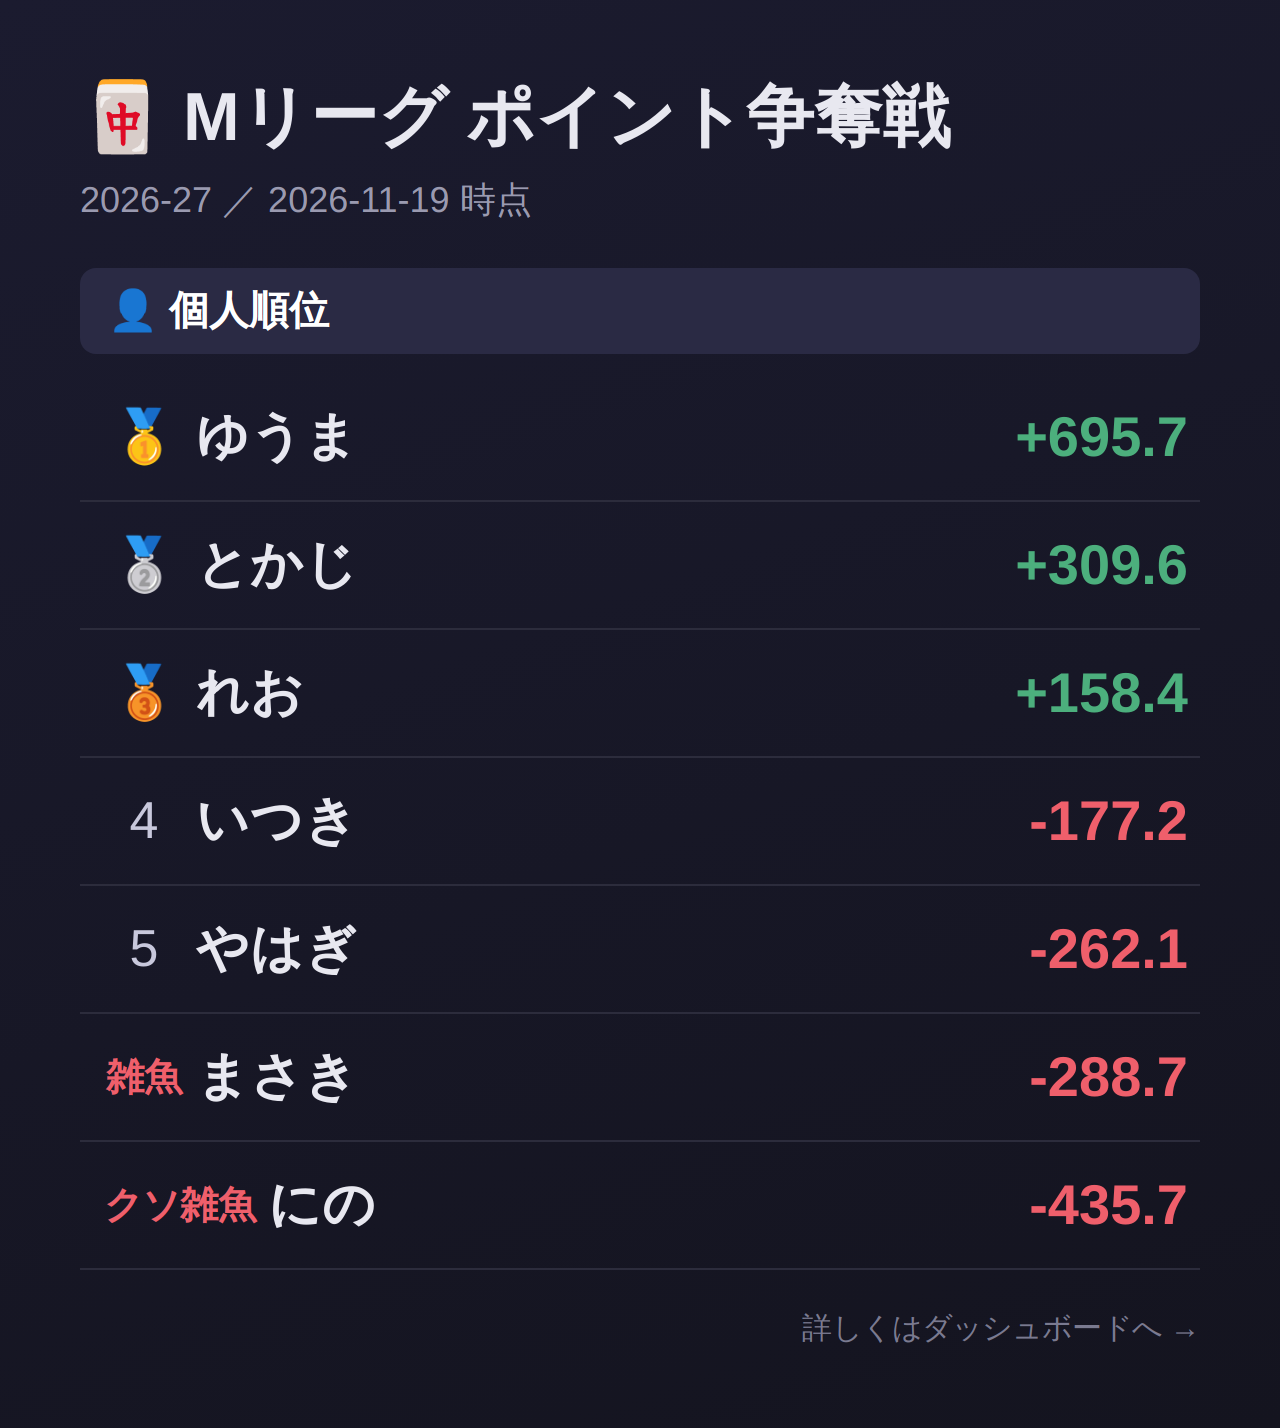 🀄 Mリーグ ポイント争奪戦
2026-27 ／ 2026-11-19 時点
👤 個人順位
🥇 ゆうま +695.7
🥈 とかじ +309.6
🥉 れお +158.4
4 いつき -177.2
5 やはぎ -262.1
雑魚 まさき -288.7
クソ雑魚 にの -435.7
詳しくはダッシュボードへ →